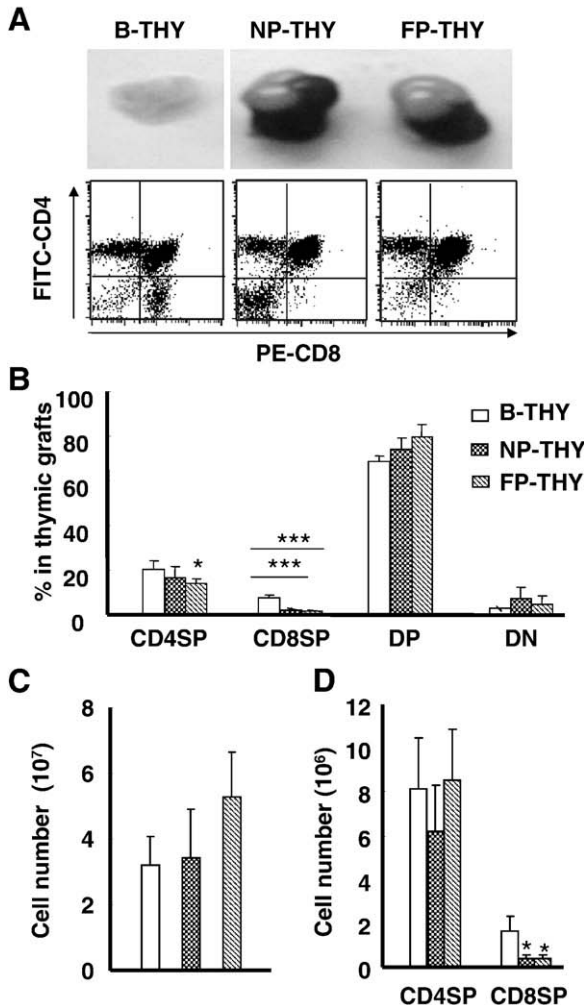 A
B-THY NP-THY FP-THY
FITC-CD4
PE-CD8
B
100
80
60
40
20
0
% in thymic grafts
B-THY
NP-THY
FP-THY
*
***
***
CD4SP CD8SP DP DN
C
8
6
4
2
0
Cell number (10⁷)
D
12
10
8
6
4
2
0
Cell number (10⁶)
* *
CD4SP CD8SP